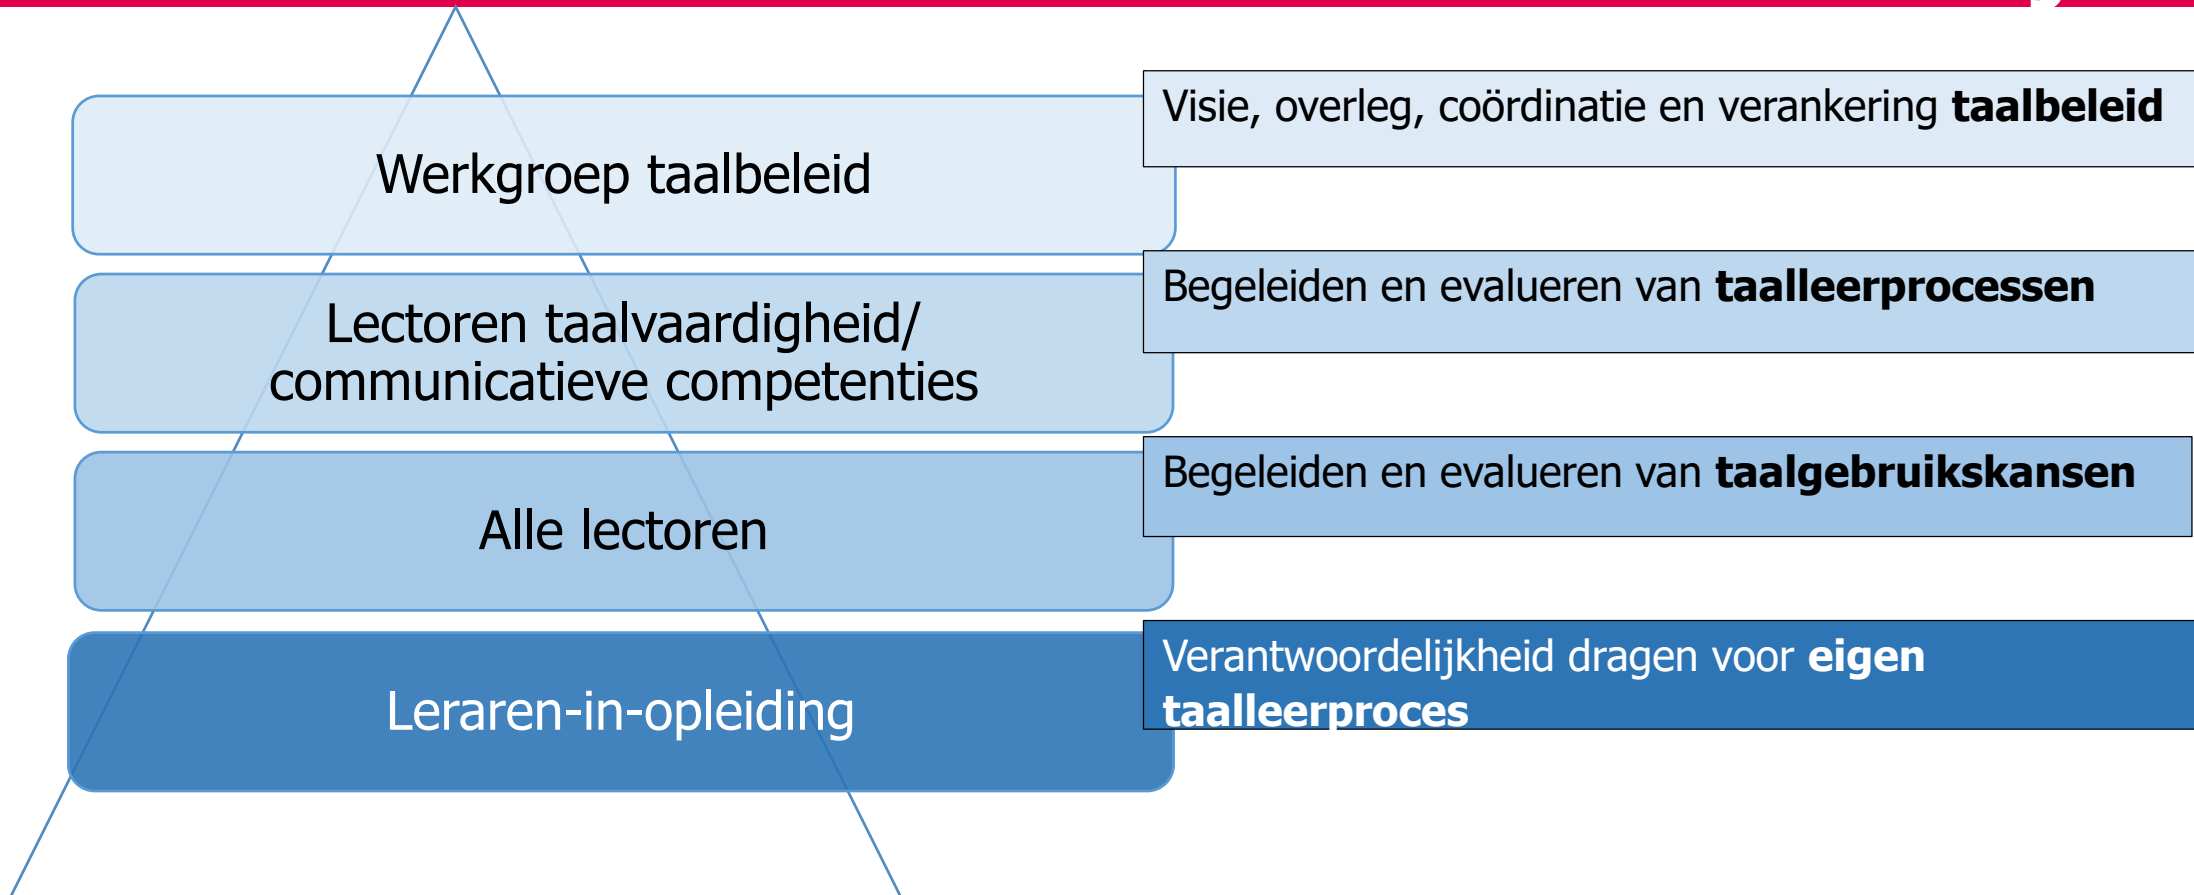 Werkgroep taalbeleid
Visie, overleg, coördinatie en verankering taalbeleid
Lectoren taalvaardigheid/
communicatieve competenties
Begeleiden en evalueren van taalleerprocessen
Alle lectoren
Begeleiden en evalueren van taalgebruikskansen
Leraren-in-opleiding
Verantwoordelijkheid dragen voor eigen
taalleerproces